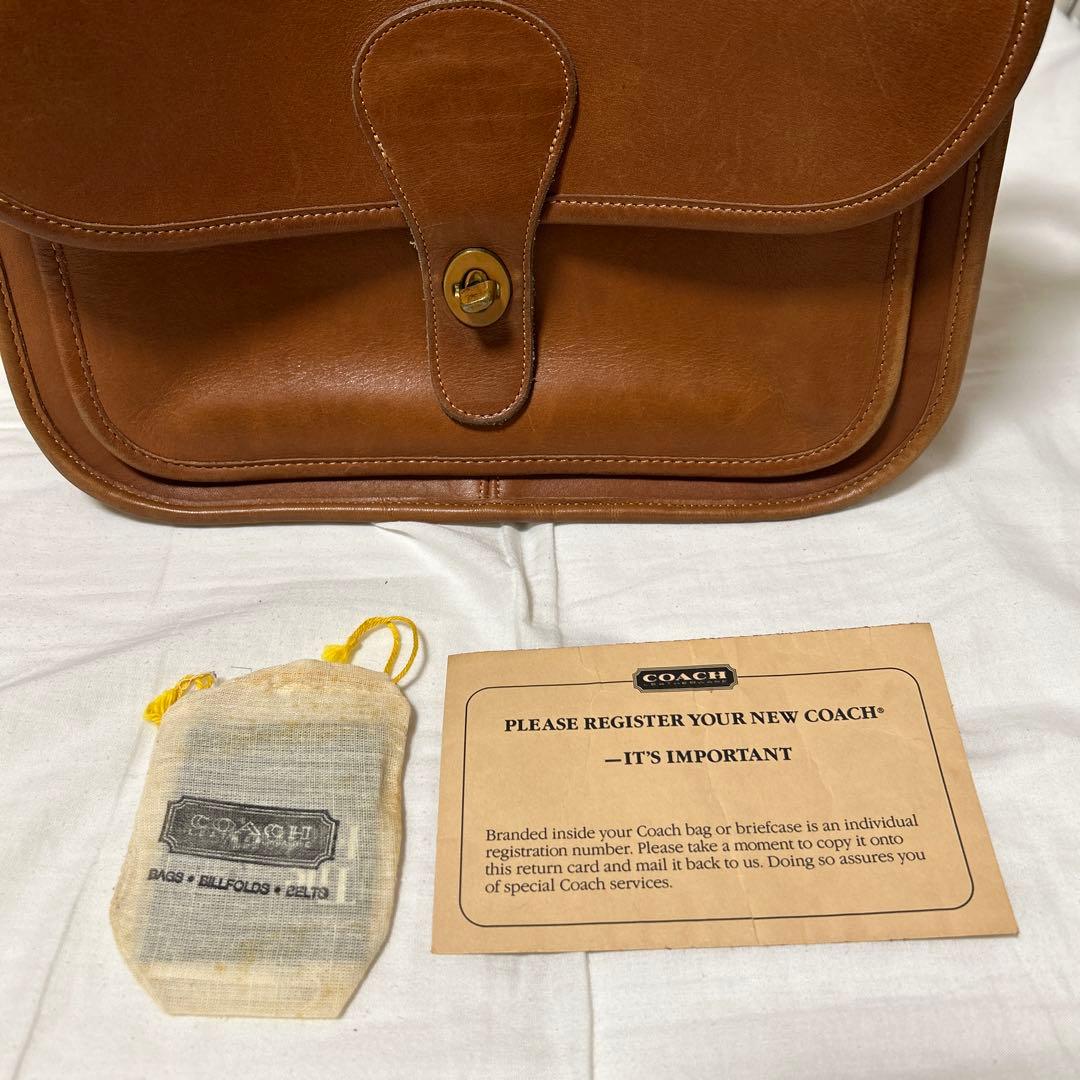 COACH
LEATHERWARE
PLEASE REGISTER YOUR NEW COACH®
—IT'S IMPORTANT
Branded inside your Coach bag or briefcase is an individual
registration number. Please take a moment to copy it onto
this return card and mail it back to us. Doing so assures you
of special Coach services.
COACH
BAGS • BILLFOLDS • BELTS